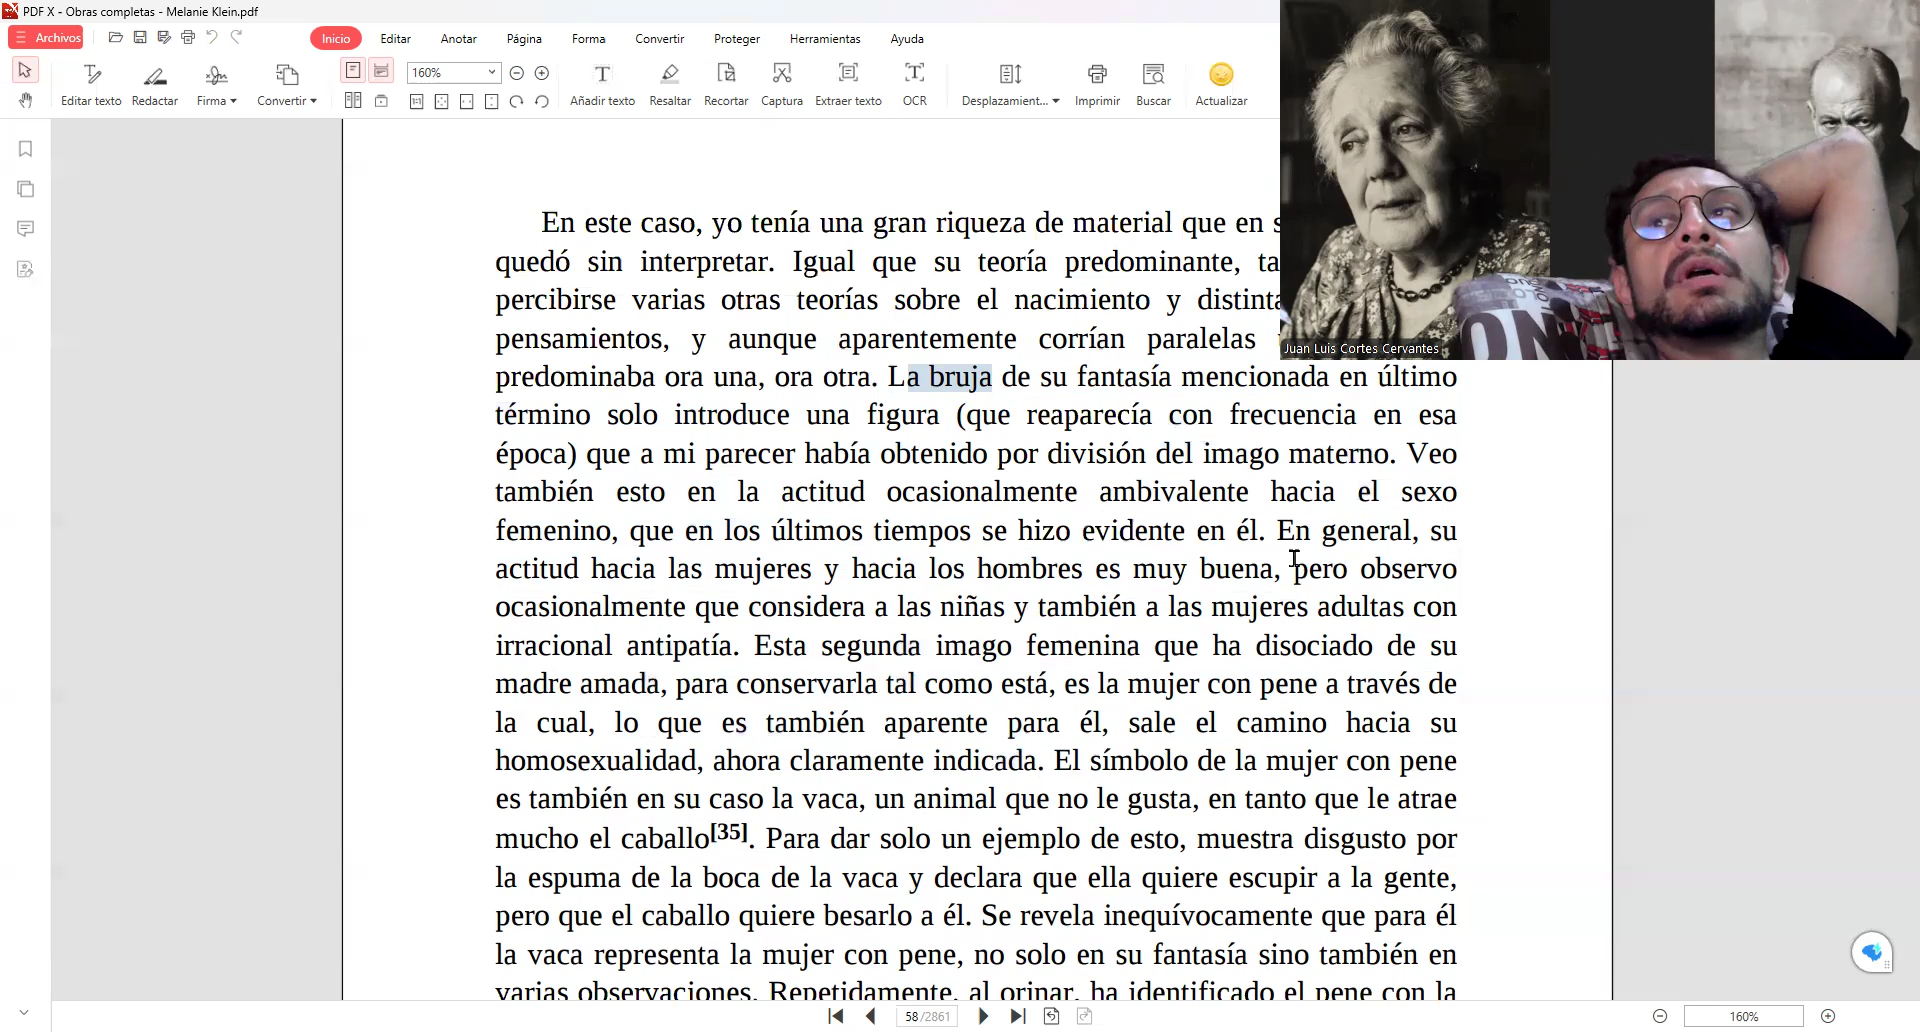 PDF X - Obras completas - Melanie Klein.pdf
Archivos
Inicio Editar Anotar Página Forma Convertir Proteger Herramientas Ayuda
160%
Editar texto Redactar Firma Convertir Añadir texto Resaltar Recortar Captura Extraer texto OCR Desplazamient... Imprimir Buscar Actualizar
En este caso, yo tenía una gran riqueza de material que en
quedó sin interpretar. Igual que su teoría predominante,
percibirse varias otras teorías sobre el nacimiento y
pensamientos, y aunque aparentemente corrían paralelas
predominaba ora una, ora otra. La bruja de su fantasía mencionada en último
término solo introduce una figura (que reaparecía con frecuencia en esa
época) que a mi parecer había obtenido por división del imago materno. Veo
también esto en la actitud ocasionalmente ambivalente hacia el sexo
femenino, que en los últimos tiempos se hizo evidente en él. En general, su
actitud hacia las mujeres y hacia los hombres es muy buena, pero observo
ocasionalmente que considera a las niñas y también a las mujeres adultas con
irracional antipatía. Esta segunda imago femenina que ha disociado de su
madre amada, para conservarla tal como está, es la mujer con pene a través de
la cual, lo que es también aparente para él, sale el camino hacia su
homosexualidad, ahora claramente indicada. El símbolo de la mujer con pene
es también en su caso la vaca, un animal que no le gusta, en tanto que le atrae
mucho el caballo[35]. Para dar solo un ejemplo de esto, muestra disgusto por
la espuma de la boca de la vaca y declara que ella quiere escupir a la gente,
pero que el caballo quiere besarlo a él. Se revela inequívocamente que para él
la vaca representa la mujer con pene, no solo en su fantasía sino también en
varias observaciones. Repetidamente, al orinar, ha identificado el pene con la
Juan Luis Cortes Cervantes
ON
58 /2861
160%